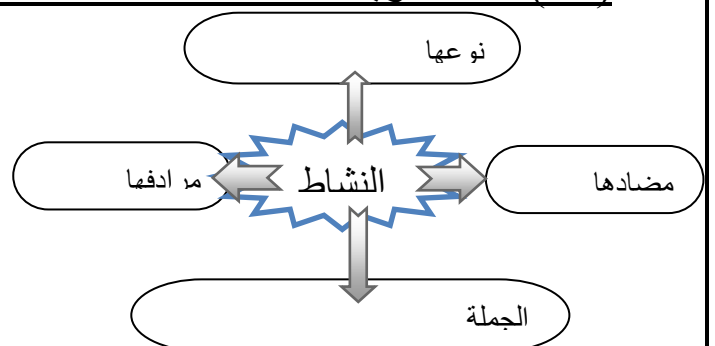 نوعها
مضادها
النشاط
مرادفها
الجملة